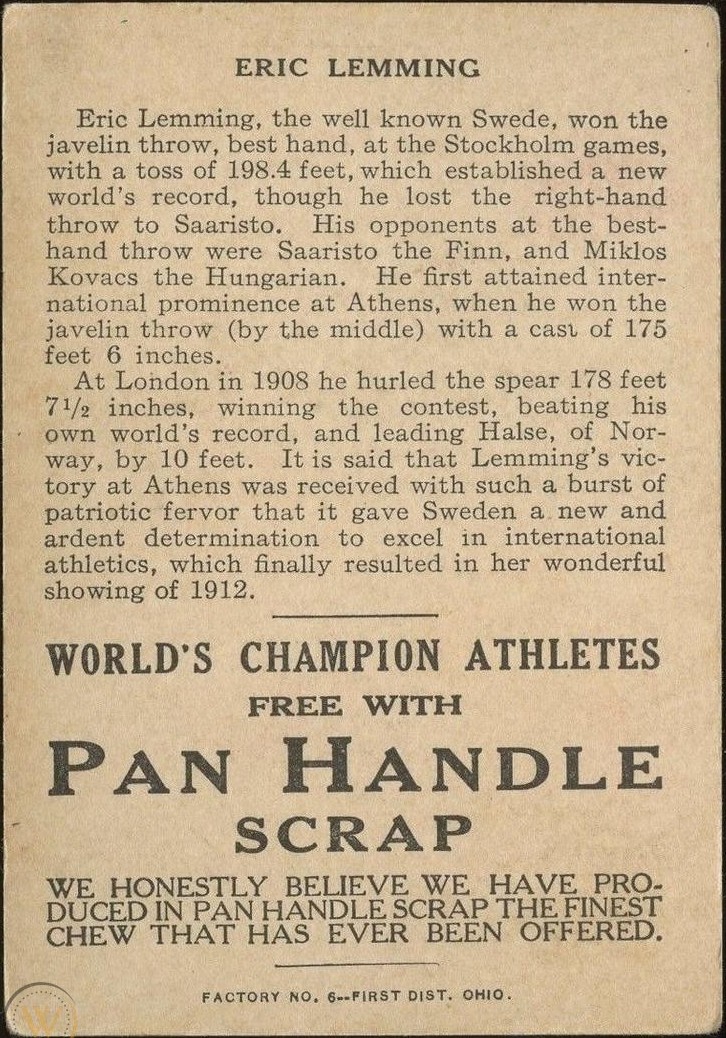 ERIC LEMMING
Eric Lemming, the well known Swede, won the
javelin throw, best hand, at the Stockholm games,
with a toss of 198.4 feet, which established a new
world's record, though he lost the right-hand
throw to Saaristo. His opponents at the best-
hand throw were Saaristo the Finn, and Miklos
Kovacs the Hungarian. He first attained inter-
national prominence at Athens, when he won the
javelin throw (by the middle) with a cast of 175
feet 6 inches.
At London in 1908 he hurled the spear 178 feet
7½ inches, winning the contest, beating his
own world's record, and leading Halse, of Nor-
way, by 10 feet. It is said that Lemming's vic-
tory at Athens was received with such a burst of
patriotic fervor that it gave Sweden a new and
ardent determination to excel in international
athletics, which finally resulted in her wonderful
showing of 1912.
WORLD'S CHAMPION ATHLETES
FREE WITH
PAN HANDLE
SCRAP
WE HONESTLY BELIEVE WE HAVE PRO-
DUCED IN PAN HANDLE SCRAP THE FINEST
CHEW THAT HAS EVER BEEN OFFERED.
FACTORY NO. 6--FIRST DIST. OHIO.
W